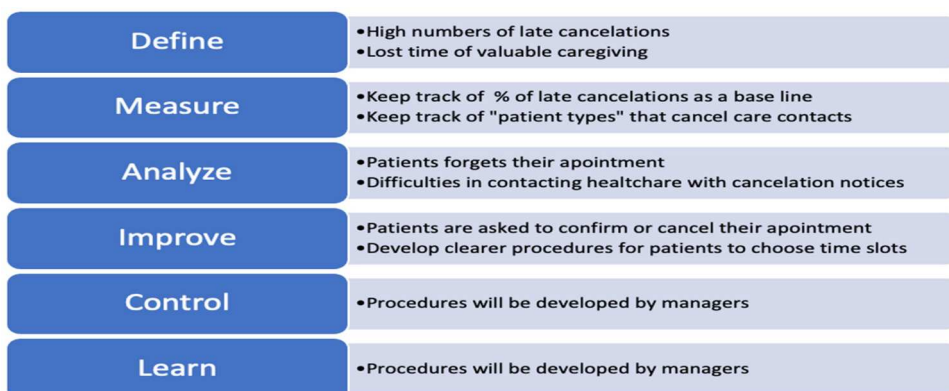 Define
•High numbers of late cancelations
•Lost time of valuable caregiving
Measure
•Keep track of  % of late cancelations as a base line
•Keep track of "patient types" that cancel care contacts
Analyze
•Patients forgets their apointment
•Difficulties in contacting healtchare with cancelation notices
Improve
•Patients are asked to confirm or cancel their apointment
•Develop clearer procedures for patients to choose time slots
Control
•Procedures will be developed by managers
Learn
•Procedures will be developed by managers